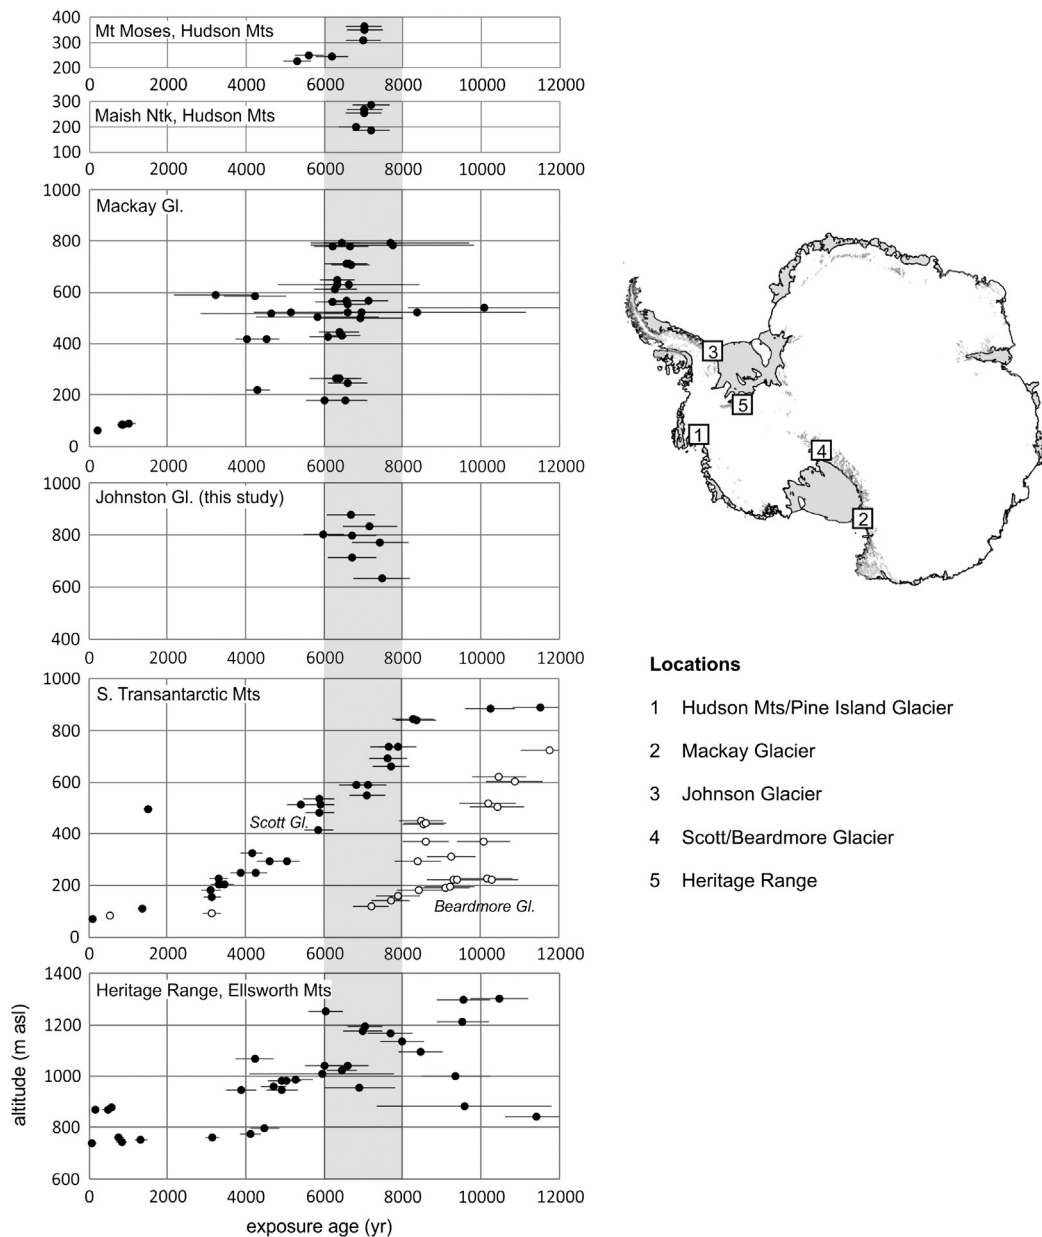 400
Mt Moses, Hudson Mts
300
200
0 2000 4000 6000 8000 10000 12000
300
Maish Ntk, Hudson Mts
200
100
0 2000 4000 6000 8000 10000 12000
1000
Mackay Gl.
800
600
400
200
0
0 2000 4000 6000 8000 10000 12000
1000
Johnston Gl. (this study)
800
600
400
0 2000 4000 6000 8000 10000 12000
1000
S. Transantarctic Mts
800
600
Scott Gl.
400
200
Beardmore Gl.
0
0 2000 4000 6000 8000 10000 12000
1400
Heritage Range, Ellsworth Mts
1200
1000
800
600
0 2000 4000 6000 8000 10000 12000
altitude (m asl)
exposure age (yr)
3
5
1
4
2
Locations
1 Hudson Mts/Pine Island Glacier
2 Mackay Glacier
3 Johnson Glacier
4 Scott/Beardmore Glacier
5 Heritage Range